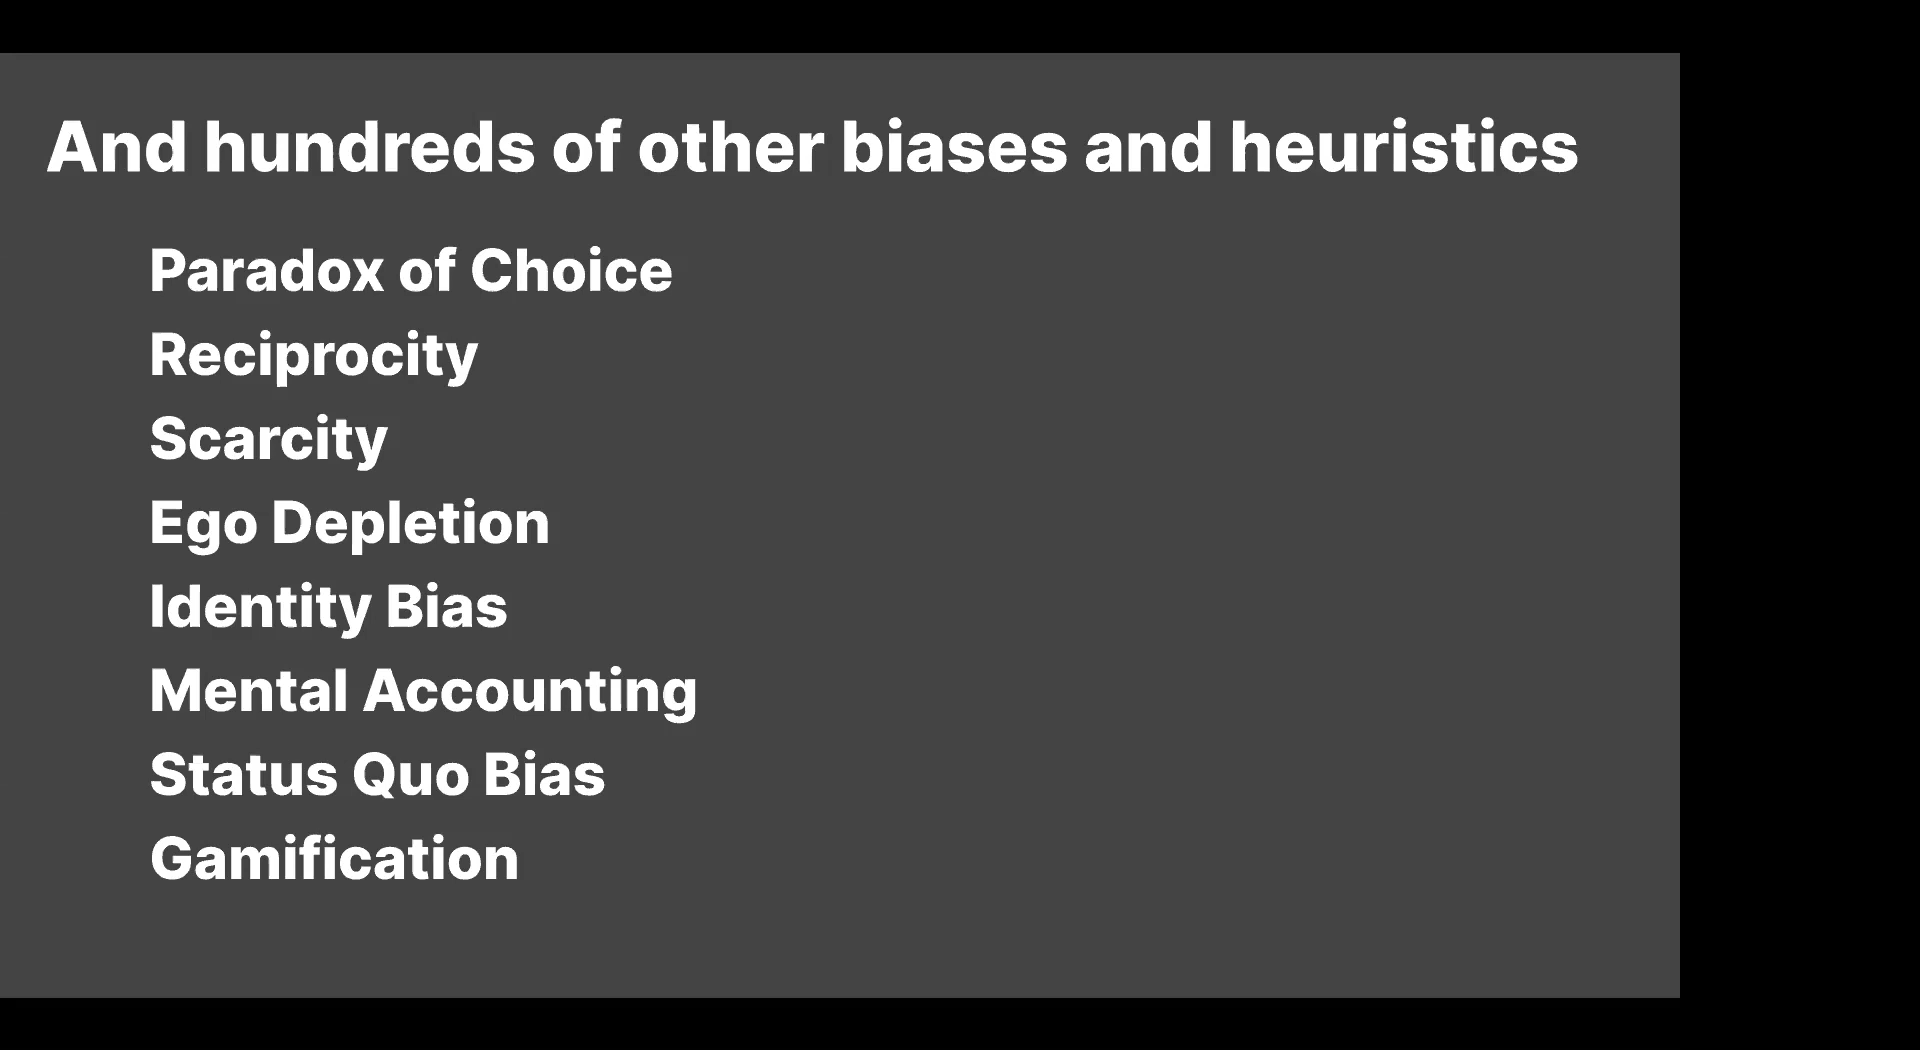 And hundreds of other biases and heuristics
Paradox of Choice
Reciprocity
Scarcity
Ego Depletion
Identity Bias
Mental Accounting
Status Quo Bias
Gamification